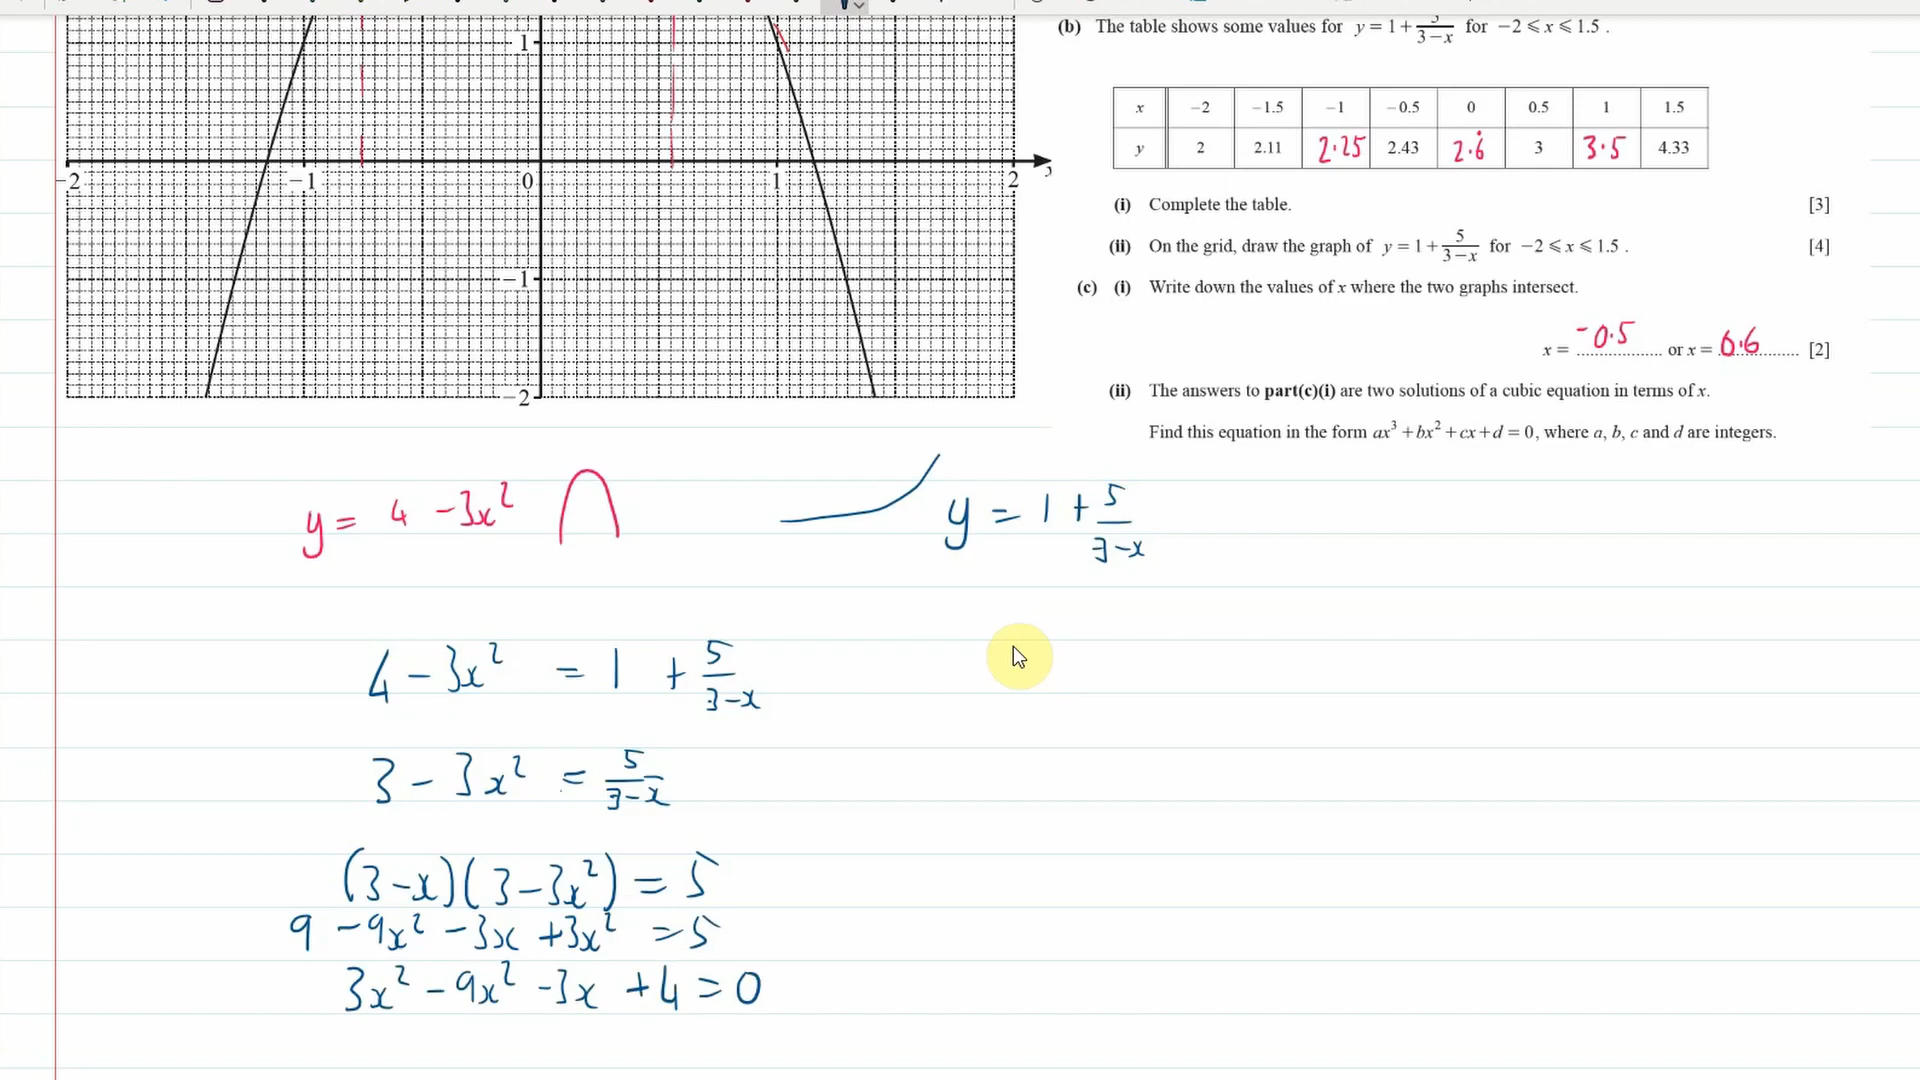 (b) The table shows some values for y = 1 + 5/(3 − x) for −2 ⩽ x ⩽ 1.5 .
x −2 −1.5 −1 −0.5 0 0.5 1 1.5
y 2 2.11 2.25 2.43 2.6̇ 3 3.5 4.33
(i) Complete the table. [3]
(ii) On the grid, draw the graph of y = 1 + 5/(3 − x) for −2 ⩽ x ⩽ 1.5 . [4]
(c) (i) Write down the values of x where the two graphs intersect.
x = -0.5 or x = 0.6 [2]
(ii) The answers to part(c)(i) are two solutions of a cubic equation in terms of x.
Find this equation in the form ax³ + bx² + cx + d = 0, where a, b, c and d are integers.
1
−2 −1 0 1 2
−1
−2
y = 4 - 3x²
y = 1 + 5/(3-x)
4 - 3x² = 1 + 5/(3-x)
3 - 3x² = 5/(3-x)
(3-x)(3-3x²) = 5
9 - 9x² - 3x + 3x² = 5
3x² - 9x² - 3x + 4 = 0